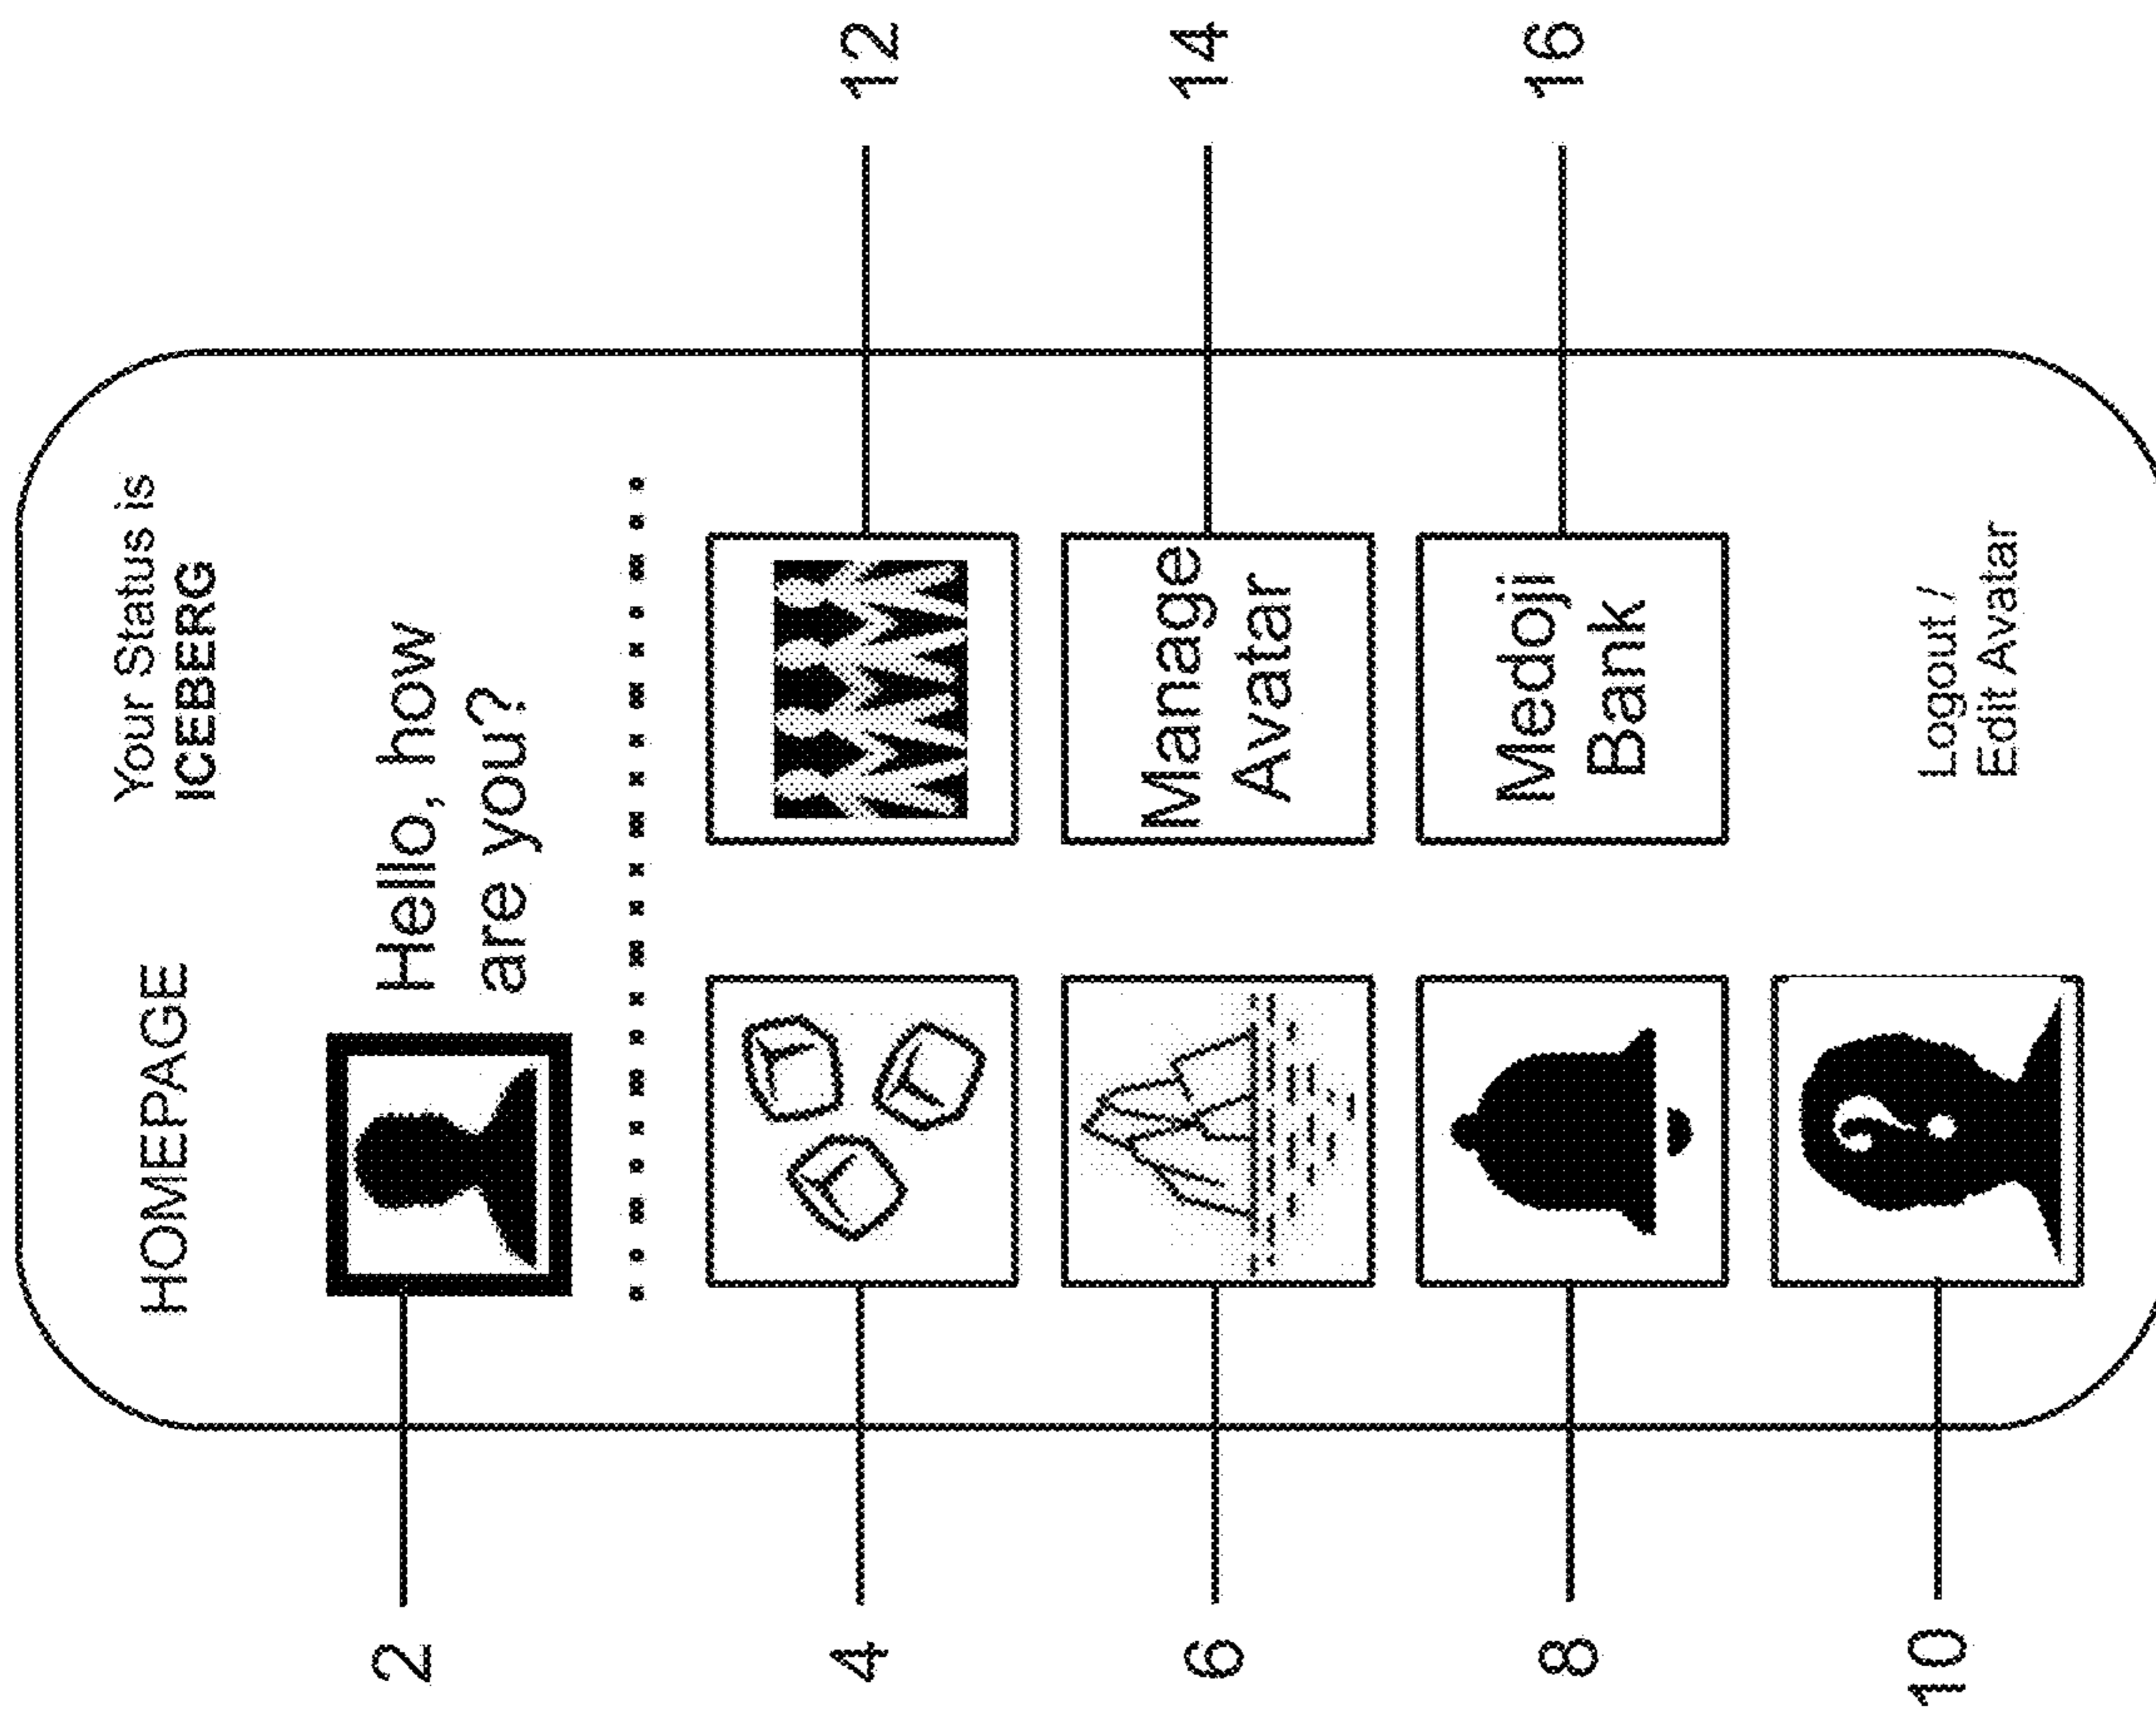 HOMEPAGE
Your Status is
ICEBERG
Hello, how
are you?
2
4
12
6
Manage
Avatar
14
8
Medoji
Bank
16
?
10
Logout /
Edit Avatar